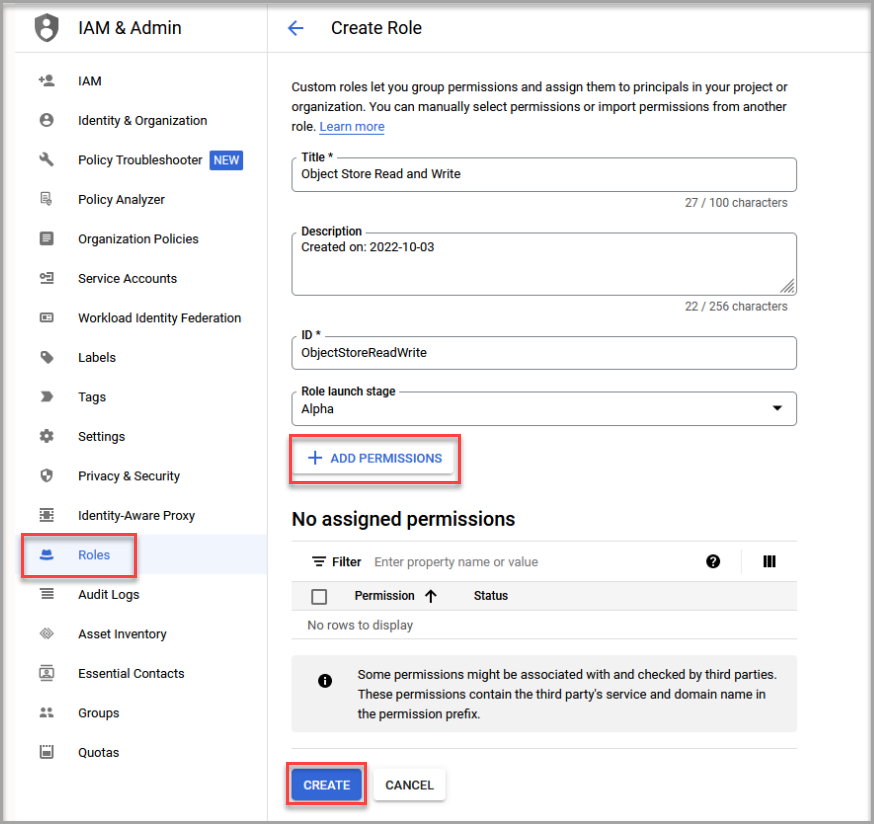 IAM & Admin
IAM
Identity & Organization
Policy Troubleshooter NEW
Policy Analyzer
Organization Policies
Service Accounts
Workload Identity Federation
Labels
Tags
Settings
Privacy & Security
Identity-Aware Proxy
Roles
Audit Logs
Asset Inventory
Essential Contacts
Groups
Quotas
Create Role
Custom roles let you group permissions and assign them to principals in your project or
organization. You can manually select permissions or import permissions from another
role. Learn more
Title *
Object Store Read and Write
27 / 100 characters
Description
Created on: 2022-10-03
22 / 256 characters
ID *
ObjectStoreReadWrite
Role launch stage
Alpha
ADD PERMISSIONS
No assigned permissions
Filter Enter property name or value
Permission Status
No rows to display
Some permissions might be associated with and checked by third parties.
These permissions contain the third party's service and domain name in
the permission prefix.
CREATE CANCEL